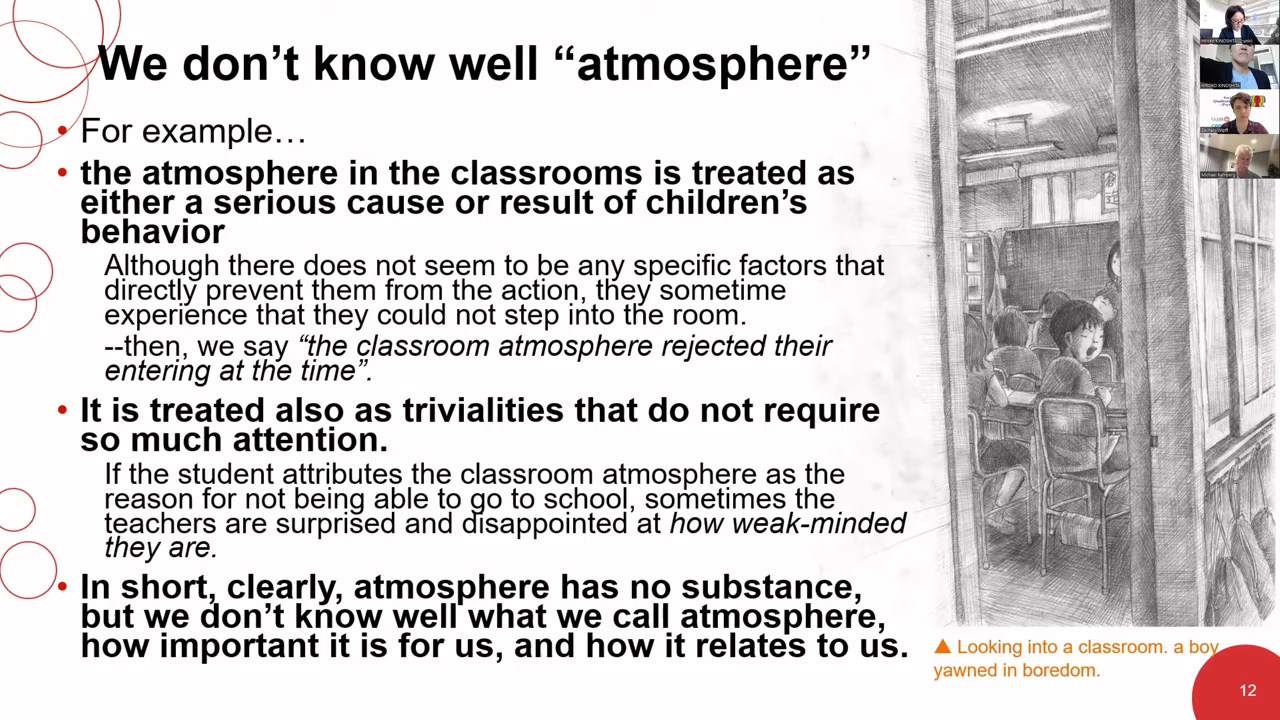 We don’t know well “atmosphere”
• For example…
• the atmosphere in the classrooms is treated as
either a serious cause or result of children’s
behavior
Although there does not seem to be any specific factors that
directly prevent them from the action, they sometime
experience that they could not step into the room.
--then, we say “the classroom atmosphere rejected their
entering at the time”.
• It is treated also as trivialities that do not require
so much attention.
If the student attributes the classroom atmosphere as the
reason for not being able to go to school, sometimes the
teachers are surprised and disappointed at how weak-minded
they are.
• In short, clearly, atmosphere has no substance,
but we don’t know well what we call atmosphere,
how important it is for us, and how it relates to us.
▲ Looking into a classroom. a boy
yawned in boredom.
12
HIROKO KINOSHITA